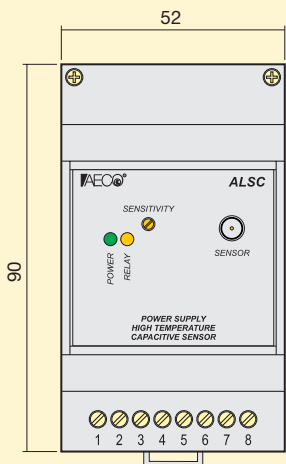 52
90
AECO®
ALSC
SENSITIVITY
SENSOR
POWER
RELAY
POWER SUPPLY
HIGH TEMPERATURE
CAPACITIVE SENSOR
1 2 3 4 5 6 7 8